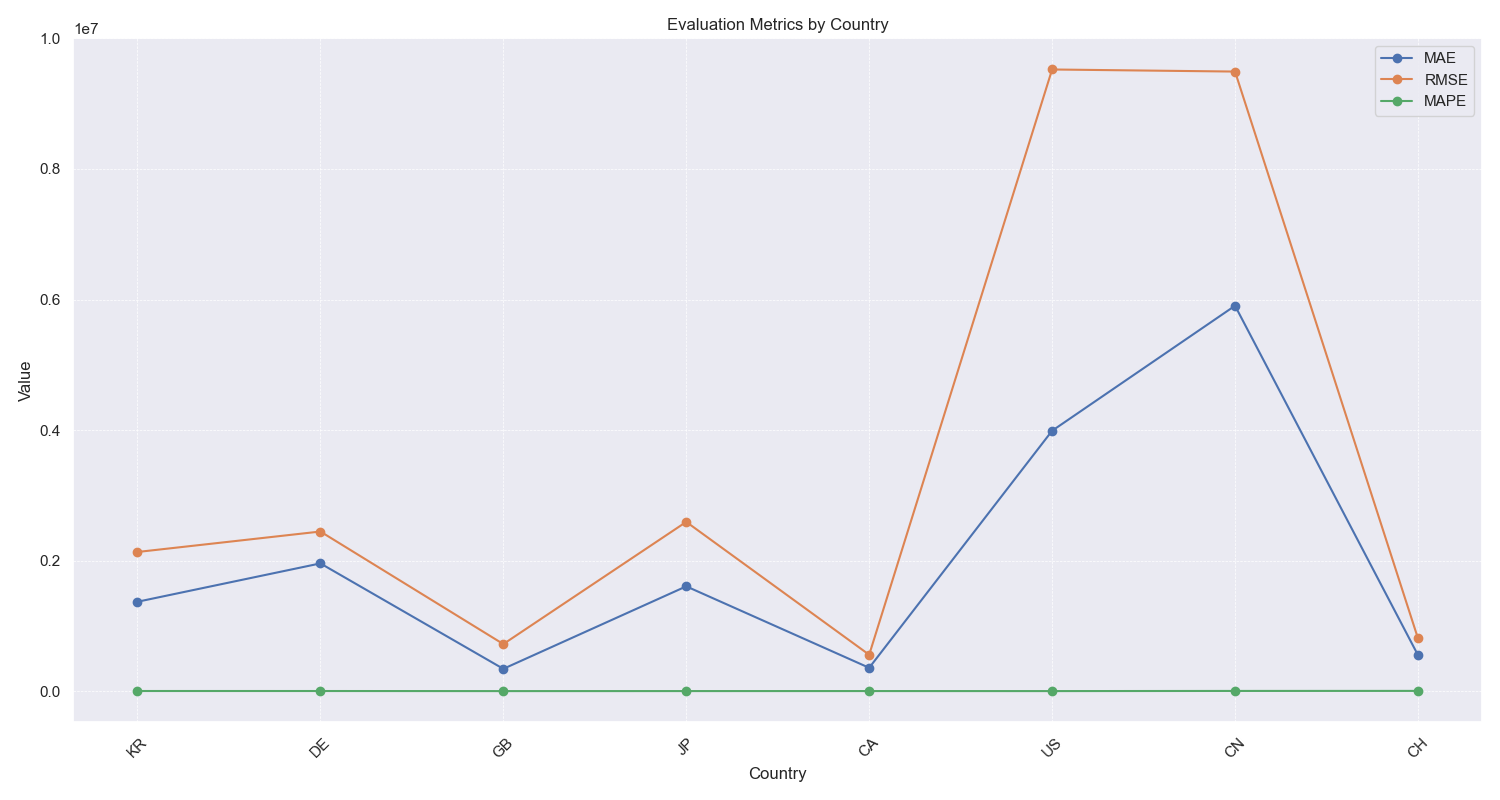 Evaluation Metrics by Country
1e7
1.0
0.8
0.6
0.4
0.2
0.0
Value
MAE
RMSE
MAPE
KR
DE
GB
JP
CA
US
CN
CH
Country